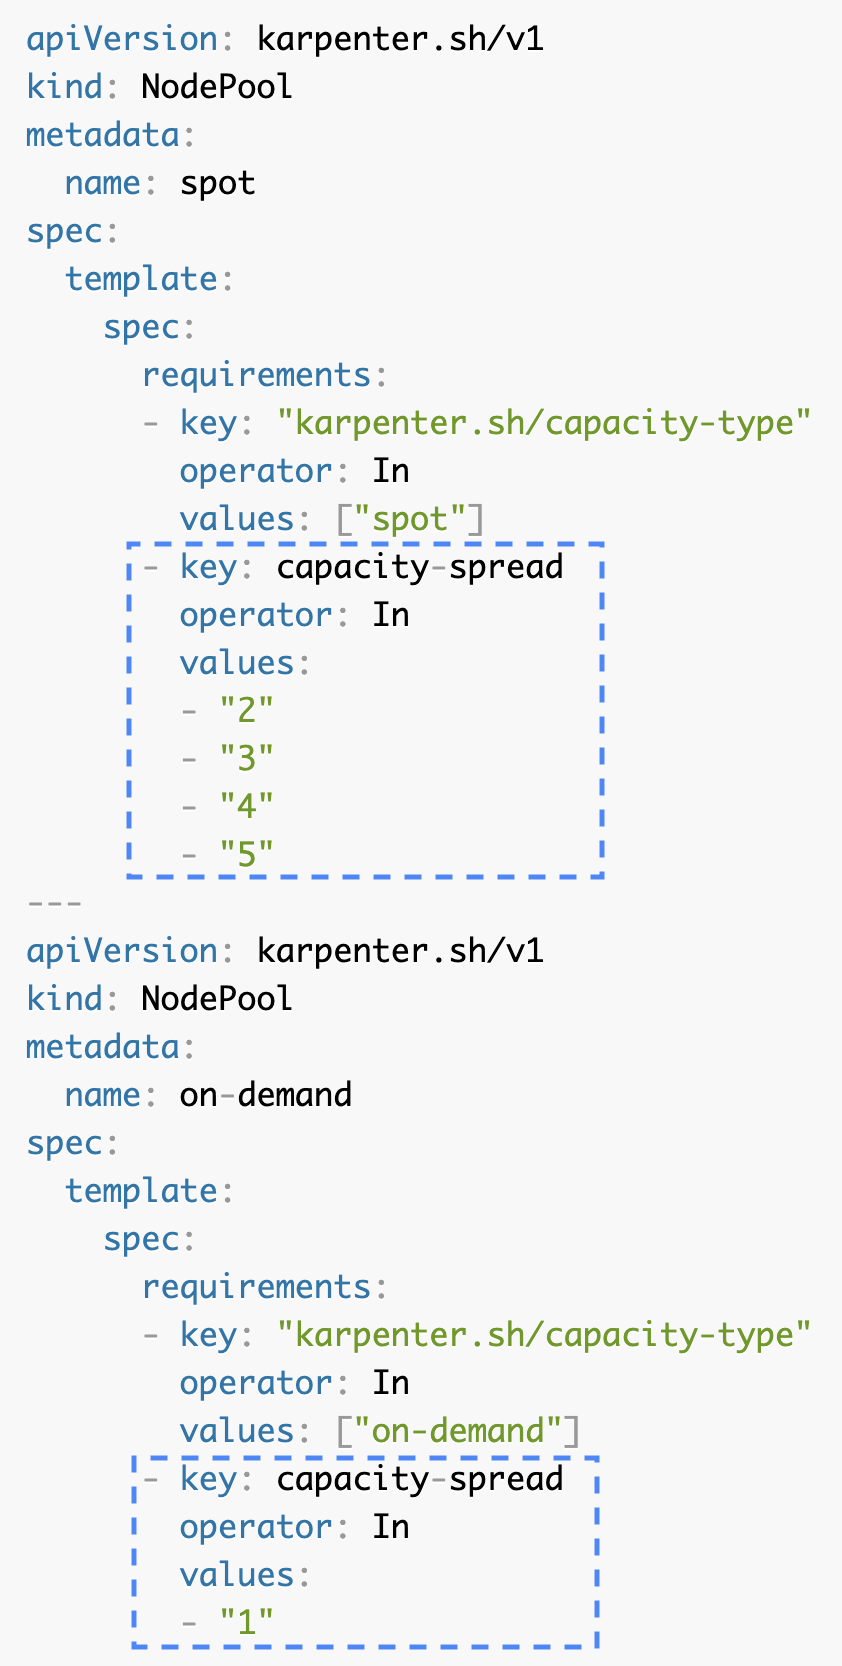 apiVersion: karpenter.sh/v1
kind: NodePool
metadata:
  name: spot
spec:
  template:
    spec:
      requirements:
      - key: "karpenter.sh/capacity-type"
        operator: In
        values: ["spot"]
      - key: capacity-spread
        operator: In
        values:
        - "2"
        - "3"
        - "4"
        - "5"
---
apiVersion: karpenter.sh/v1
kind: NodePool
metadata:
  name: on-demand
spec:
  template:
    spec:
      requirements:
      - key: "karpenter.sh/capacity-type"
        operator: In
        values: ["on-demand"]
      - key: capacity-spread
        operator: In
        values:
        - "1"